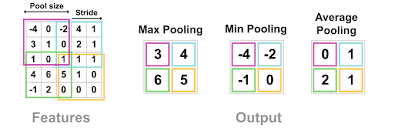 Pool size
Stride
-4 0 -2 4 1
3 1 0 2 1
1 0 1 1 1
4 6 5 1 0
-1 2 0 0 0
Features
Max Pooling
3 4
6 5
Min Pooling
-4 -2
-1 0
Average
Pooling
0 1
2 1
Output